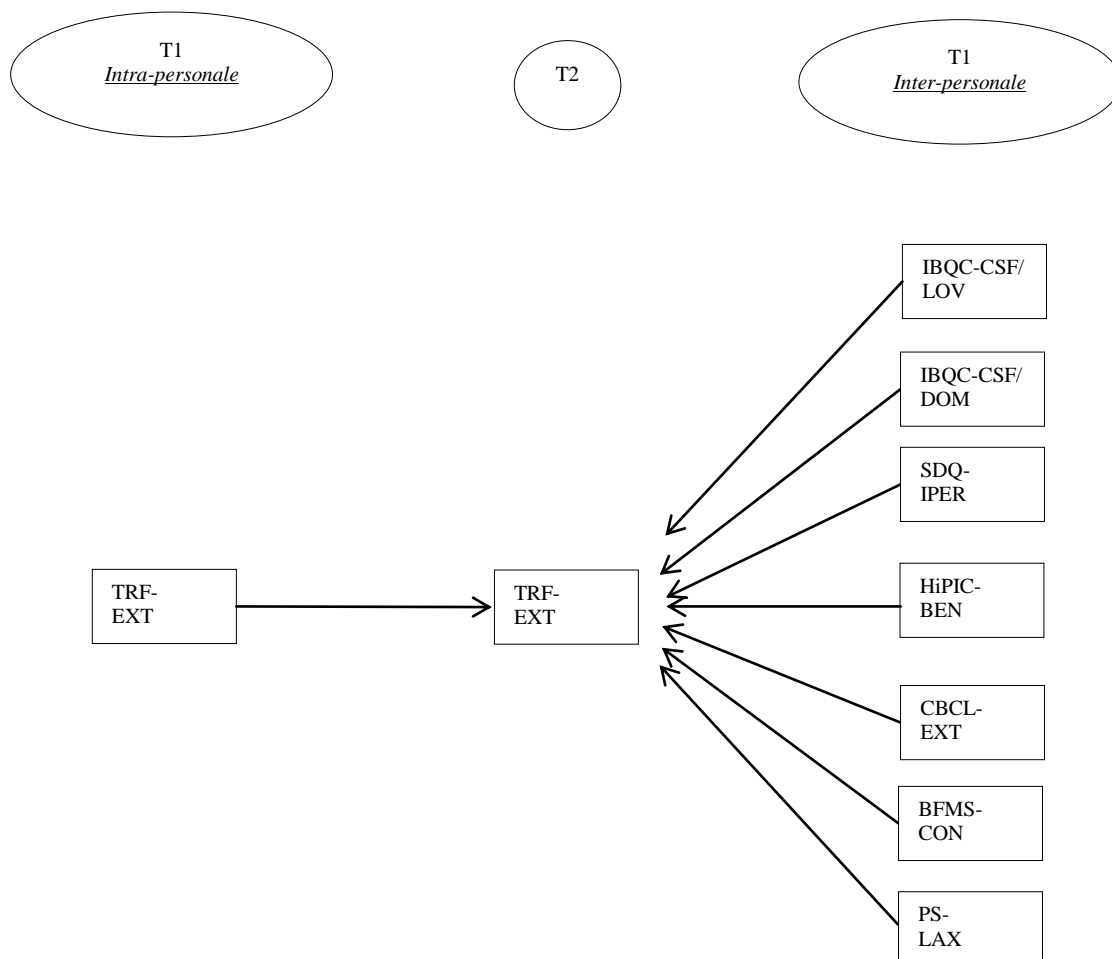 T1
Intra-personale
T2
T1
Inter-personale
IBQC-CSF/
LOV
IBQC-CSF/
DOM
SDQ-
IPER
TRF-
EXT
TRF-
EXT
HiPIC-
BEN
CBCL-
EXT
BFMS-
CON
PS-
LAX